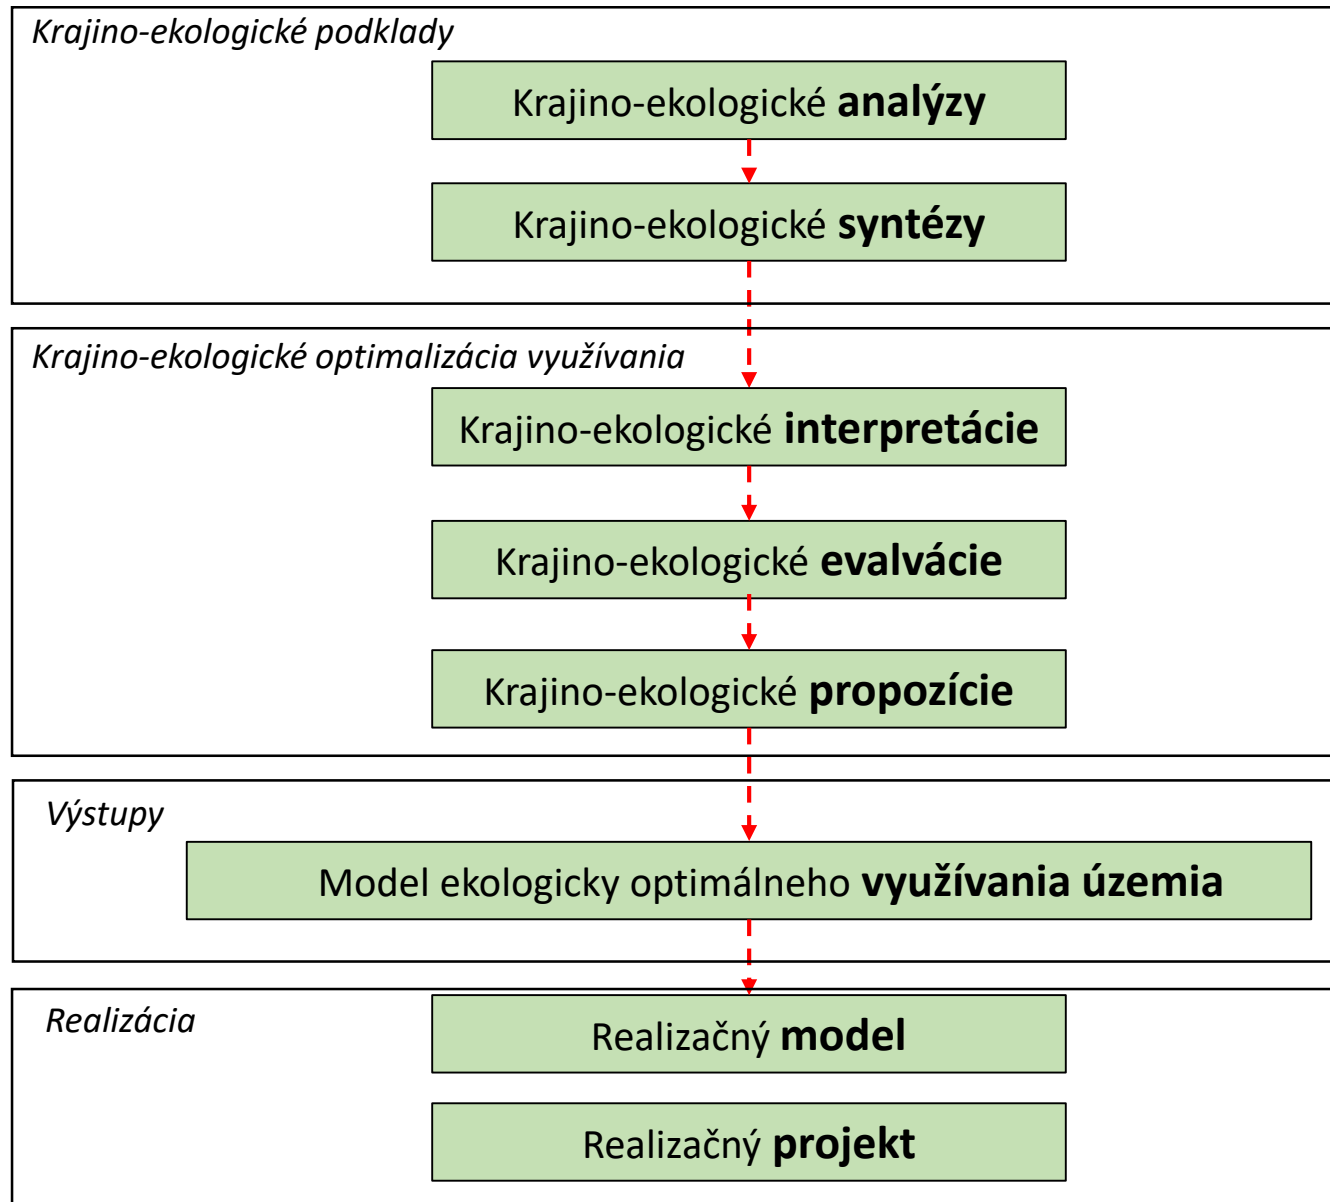 Krajino-ekologické podklady
Krajino-ekologické analýzy
Krajino-ekologické syntézy
Krajino-ekologické optimalizácia využívania
Krajino-ekologické interpretácie
Krajino-ekologické evalvácie
Krajino-ekologické propozície
Výstupy
Model ekologicky optimálneho využívania územia
Realizácia
Realizačný model
Realizačný projekt